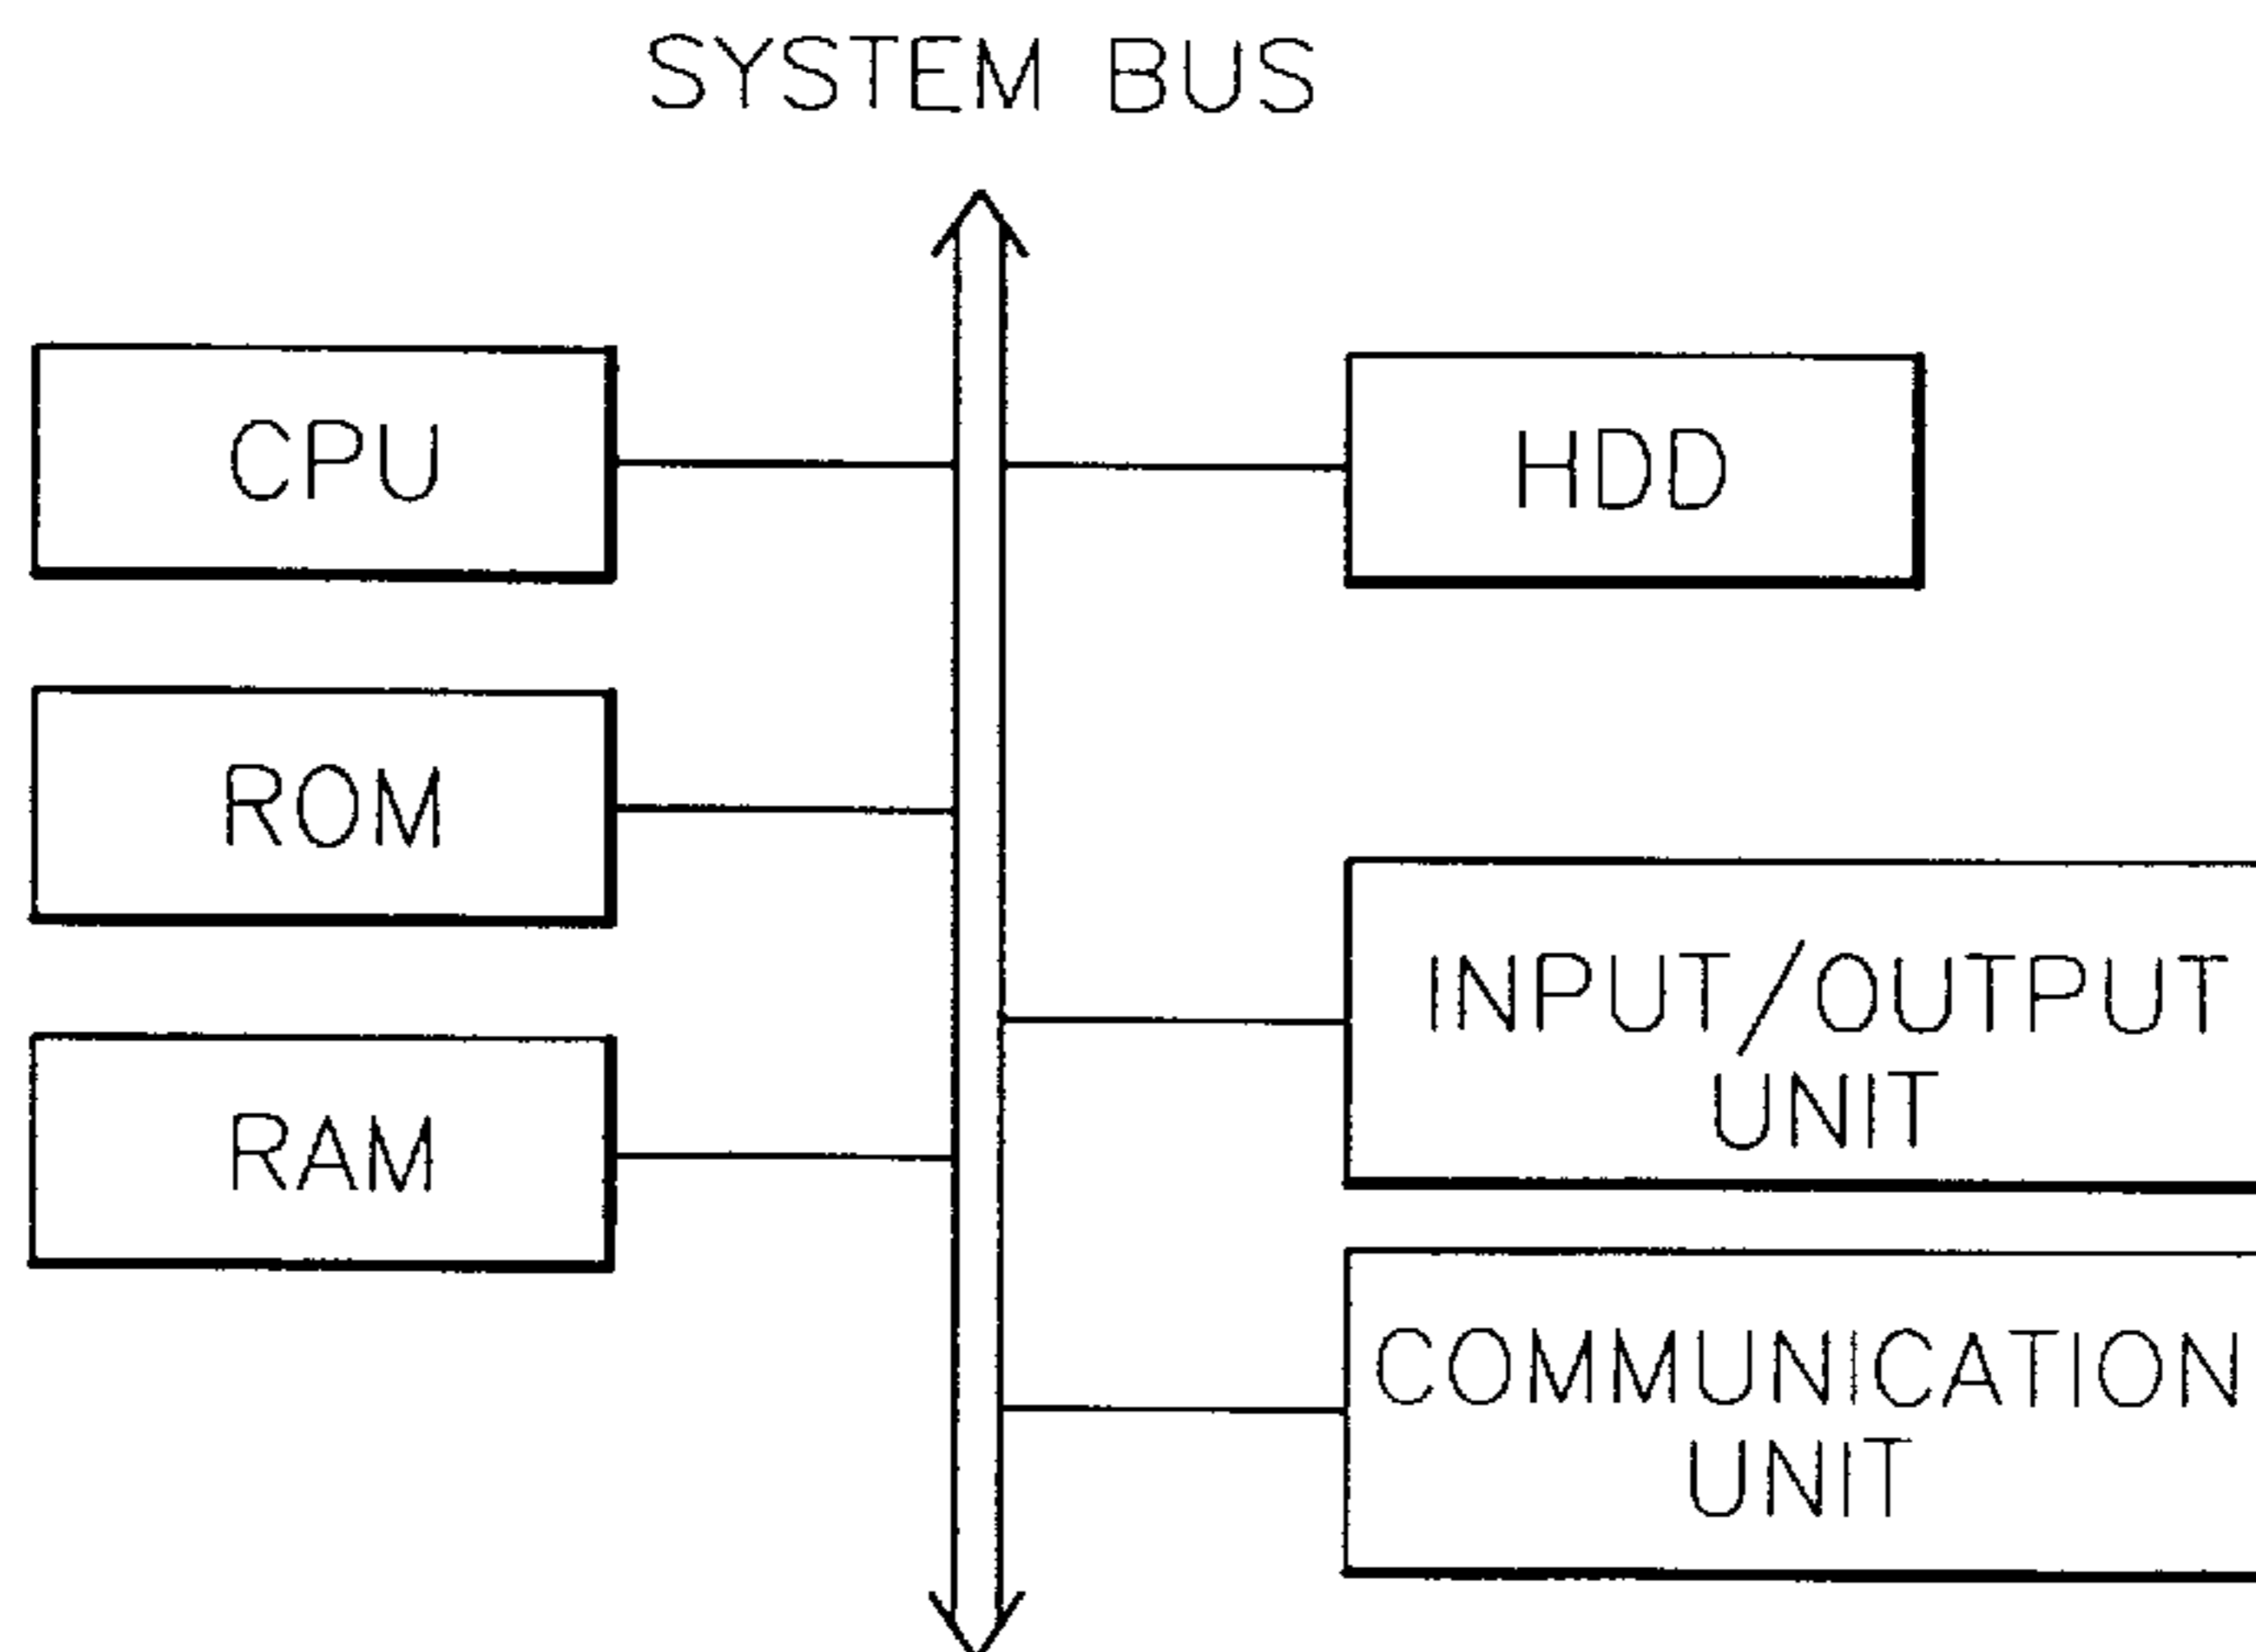 SYSTEM BUS
CPU
HDD
ROM
INPUT/OUTPUT
UNIT
RAM
COMMUNICATION
UNIT